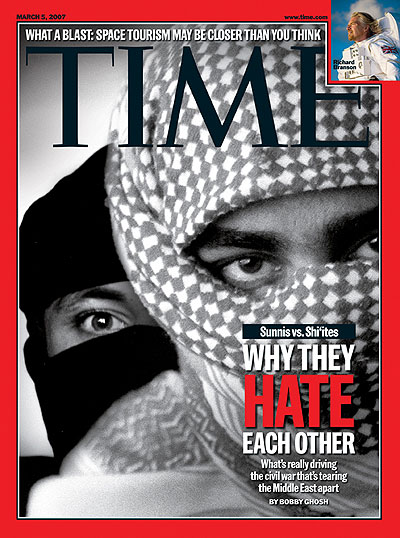 MARCH 5, 2007
www.time.com
WHAT A BLAST: SPACE TOURISM MAY BE CLOSER THAN YOU THINK
Richard
Branson
TIME
Sunnis vs. Shi'ites
WHY THEY
HATE
EACH OTHER
What's really driving
the civil war that's tearing
the Middle East apart
BY BOBBY GHOSH